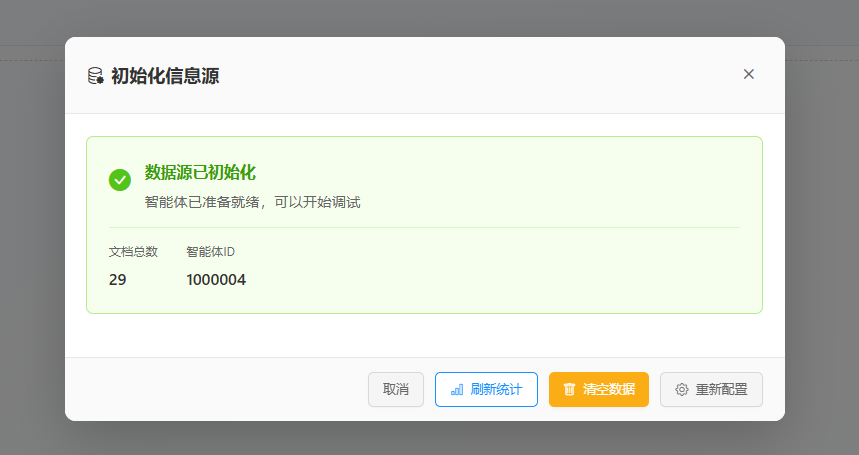 初始化信息源
数据源已初始化
智能体已准备就绪，可以开始调试
文档总数 智能体ID
29 1000004
取消 刷新统计 清空数据 重新配置